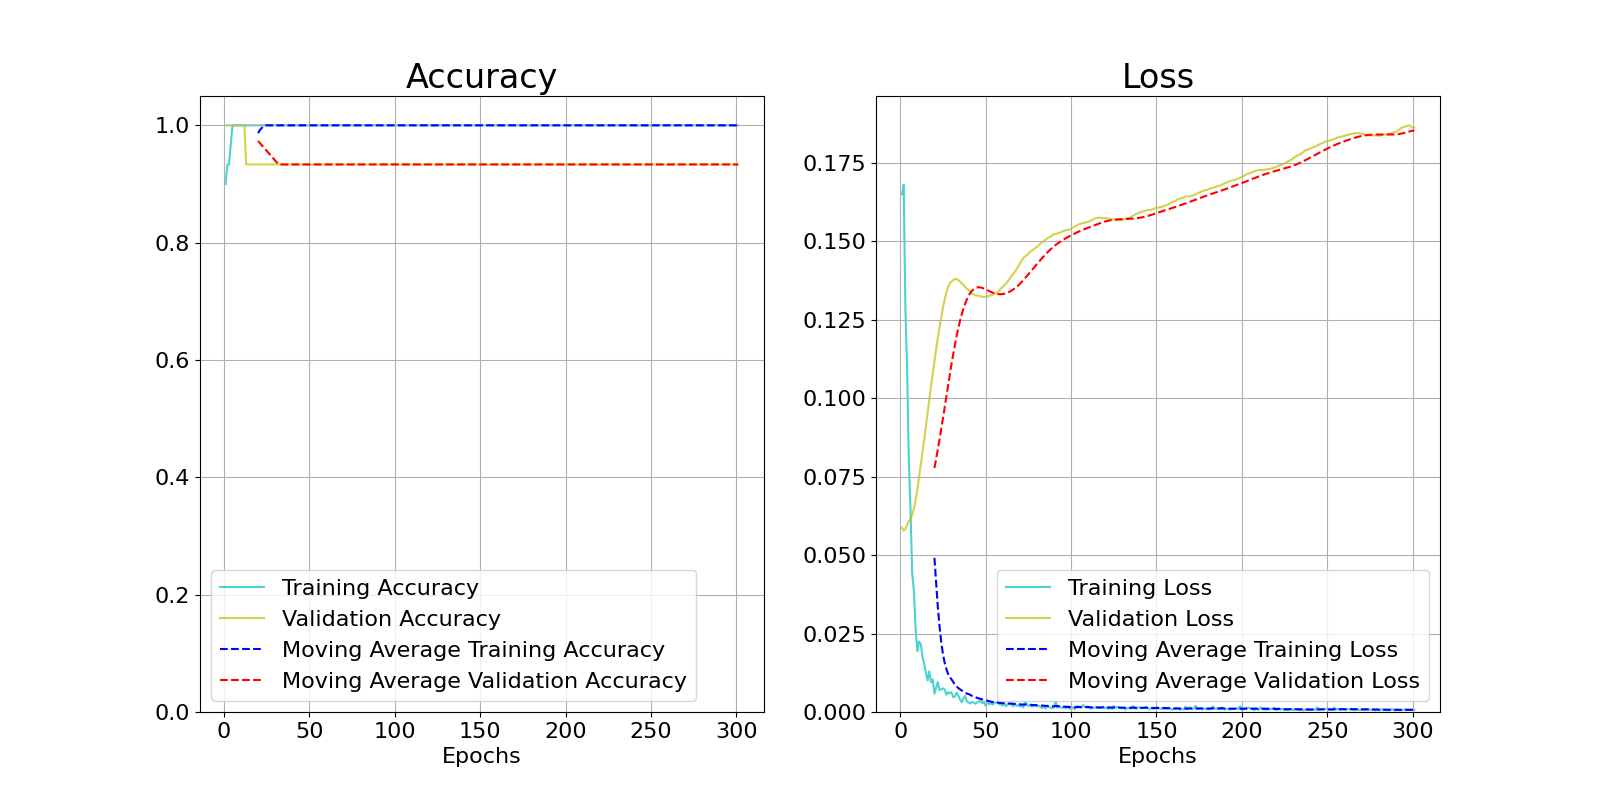 Accuracy
1.0
0.8
0.6
0.4
0.2
0.0
Training Accuracy
Validation Accuracy
Moving Average Training Accuracy
Moving Average Validation Accuracy
0 50 100 150 200 250 300
Epochs
Loss
0.175
0.150
0.125
0.100
0.075
0.050
0.025
0.000
Training Loss
Validation Loss
Moving Average Training Loss
Moving Average Validation Loss
0 50 100 150 200 250 300
Epochs